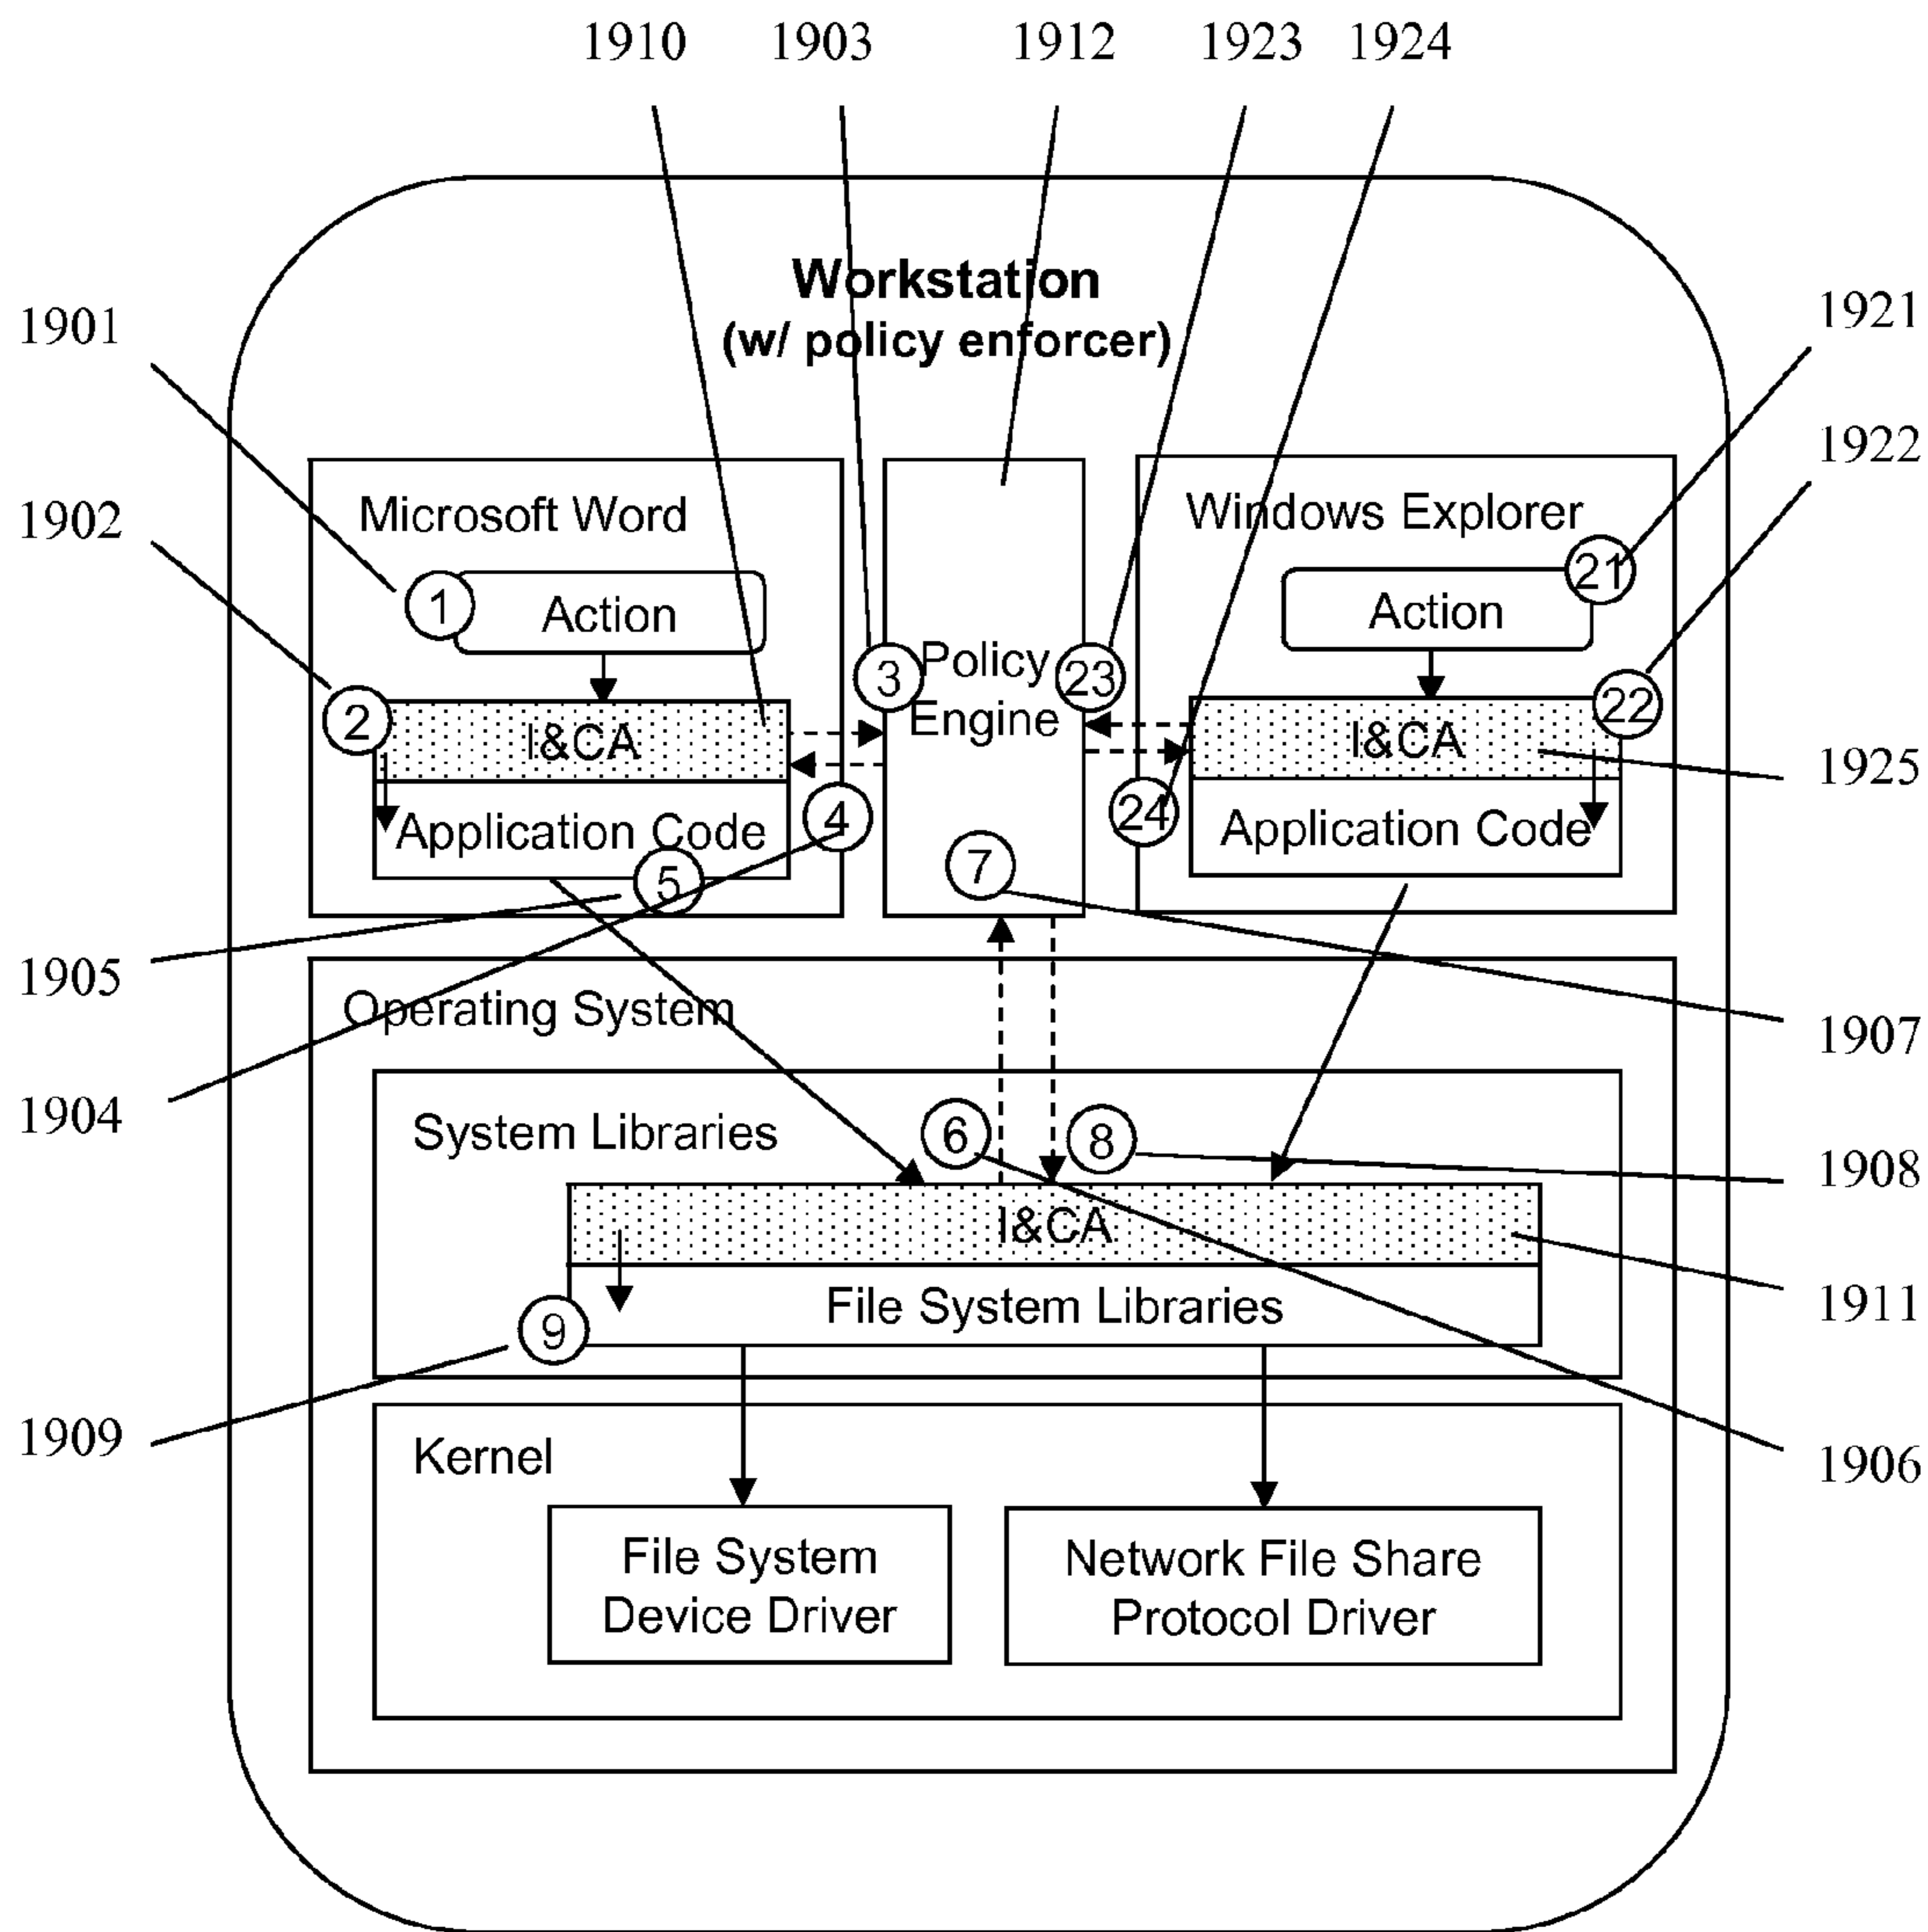 1910 1903 1912 1923 1924
Workstation
(w/ policy enforcer)
1901
1921
1922
1902
Microsoft Word
Windows Explorer
1 Action
Action 21
3 Policy 23
Engine
2 I&CA
I&CA 22
1925
4
24
Application Code
Application Code
5
7
1905
Operating System
1907
1904
System Libraries
6
8
1908
I&CA
1911
File System Libraries
9
1909
Kernel
1906
File System
Device Driver
Network File Share
Protocol Driver